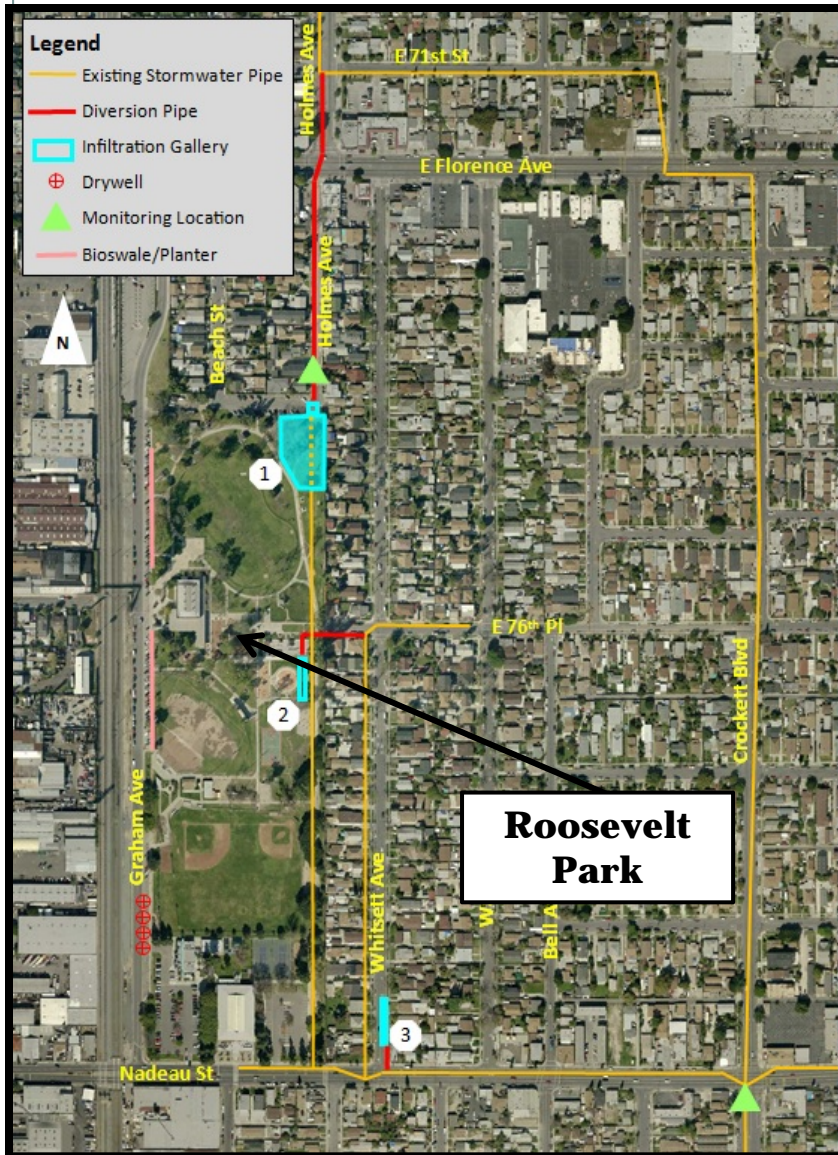 Legend
Existing Stormwater Pipe
Diversion Pipe
Infiltration Gallery
Drywell
Monitoring Location
Bioswale/Planter
N
Holmes Ave
E 71st St
E Florence Ave
Holmes Ave
Beach St
1
E 76th Pl
2
Crockett Blvd
Roosevelt
Park
Graham Ave
Whitsett Ave
W
Bell A
3
Nadeau St